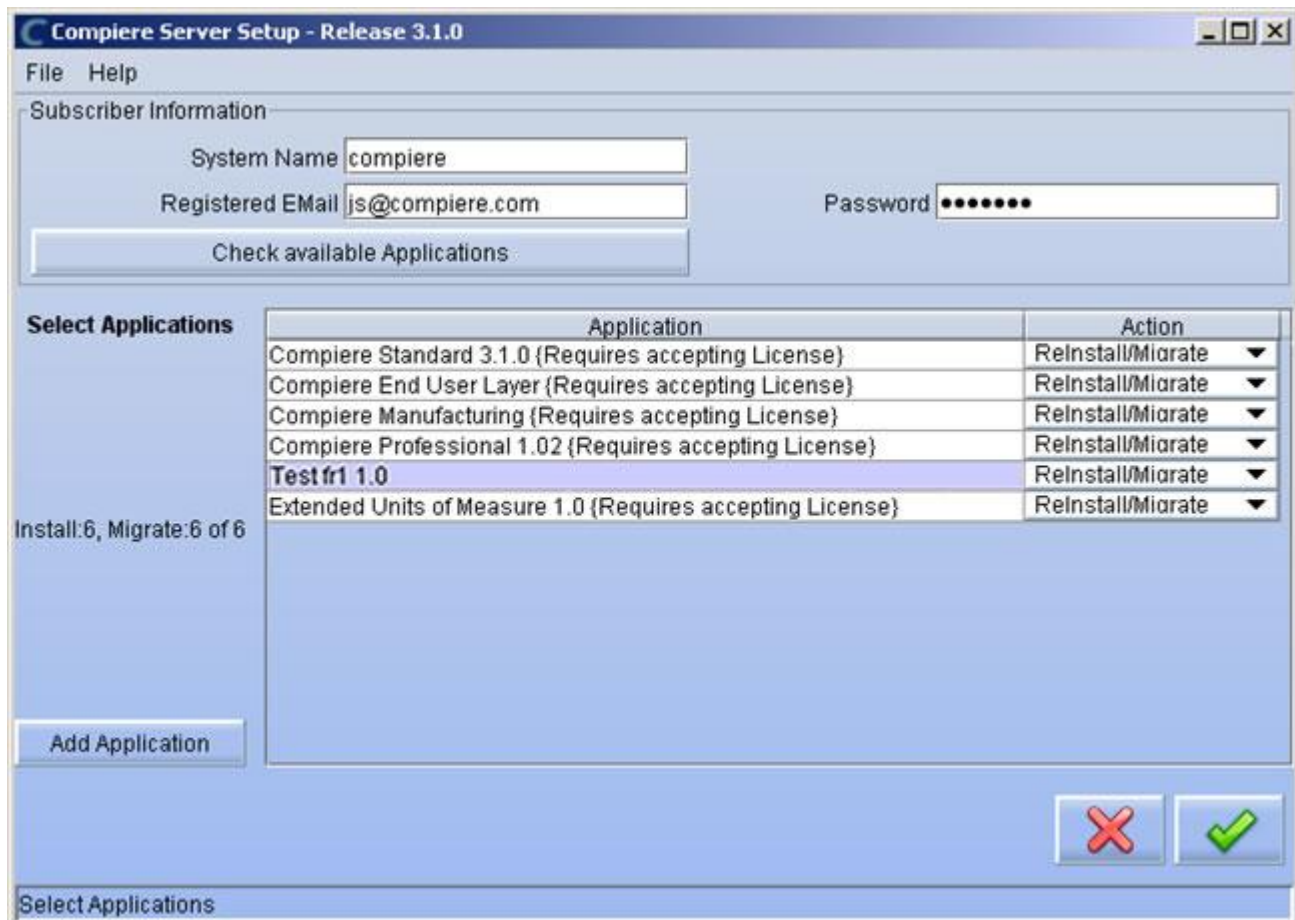 Compiere Server Setup - Release 3.1.0
File Help
Subscriber Information
System Name compiere
Registered EMail js@compiere.com Password •••••••
Check available Applications
Select Applications Application Action
Compiere Standard 3.1.0 {Requires accepting License} ReInstall/Migrate
Compiere End User Layer {Requires accepting License} ReInstall/Migrate
Compiere Manufacturing {Requires accepting License} ReInstall/Migrate
Compiere Professional 1.02 {Requires accepting License} ReInstall/Migrate
Test fr1 1.0 ReInstall/Migrate
Extended Units of Measure 1.0 {Requires accepting License} ReInstall/Migrate
Install:6, Migrate:6 of 6
Add Application
Select Applications